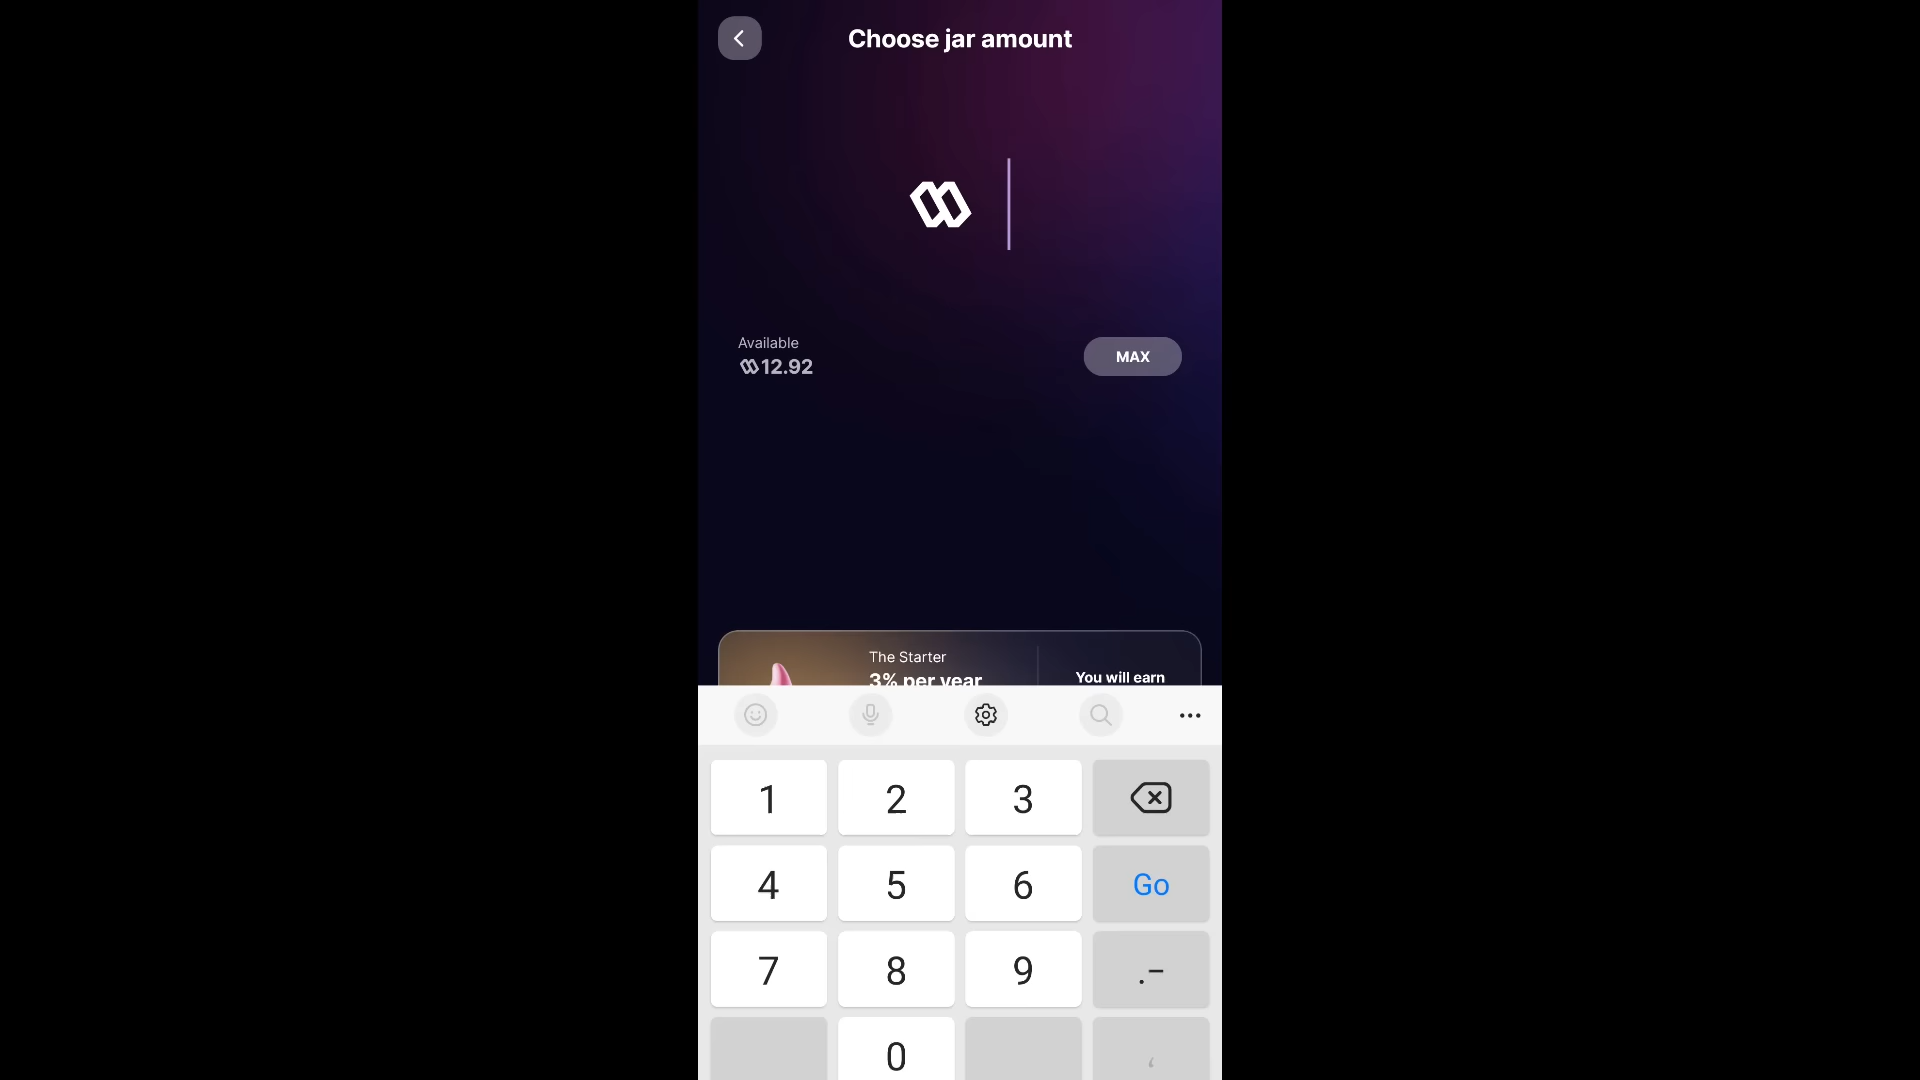 Choose jar amount
Available
12.92
MAX
The Starter
3% per year
You will earn
1
2
3
4
5
6
Go
7
8
9
.-
0
,